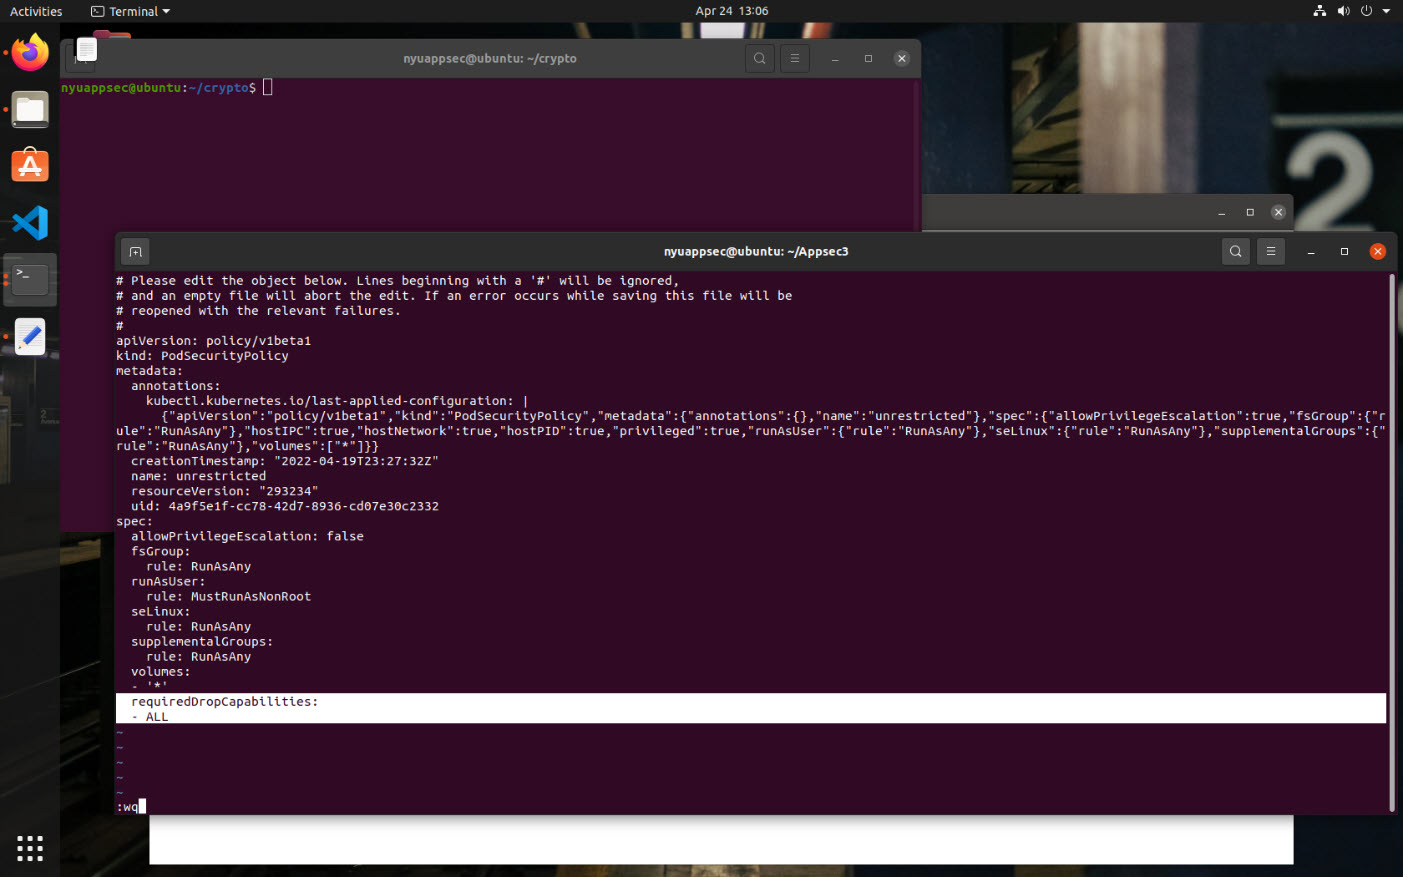 Activities
Terminal
Apr 24 13:06
nyuappsec@ubuntu: ~/crypto
nyuappsec@ubuntu:~/crypto$
2
nyuappsec@ubuntu: ~/Appsec3
# Please edit the object below. Lines beginning with a '#' will be ignored,
# and an empty file will abort the edit. If an error occurs while saving this file will be
# reopened with the relevant failures.
#
apiVersion: policy/v1beta1
kind: PodSecurityPolicy
metadata:
  annotations:
    kubectl.kubernetes.io/last-applied-configuration: |
      {"apiVersion":"policy/v1beta1","kind":"PodSecurityPolicy","metadata":{"annotations":{},"name":"unrestricted"},"spec":{"allowPrivilegeEscalation":true,"fsGroup":{"r
ule":"RunAsAny"},"hostIPC":true,"hostNetwork":true,"hostPID":true,"privileged":true,"runAsUser":{"rule":"RunAsAny"},"seLinux":{"rule":"RunAsAny"},"supplementalGroups":{"
rule":"RunAsAny"},"volumes":["*"]}}
  creationTimestamp: "2022-04-19T23:27:32Z"
  name: unrestricted
  resourceVersion: "293234"
  uid: 4a9f5e1f-cc78-42d7-8936-cd07e30c2332
spec:
  allowPrivilegeEscalation: false
  fsGroup:
    rule: RunAsAny
  runAsUser:
    rule: MustRunAsNonRoot
  seLinux:
    rule: RunAsAny
  supplementalGroups:
    rule: RunAsAny
  volumes:
  - '*'
  requiredDropCapabilities:
  - ALL
~
~
~
~
~
:wq